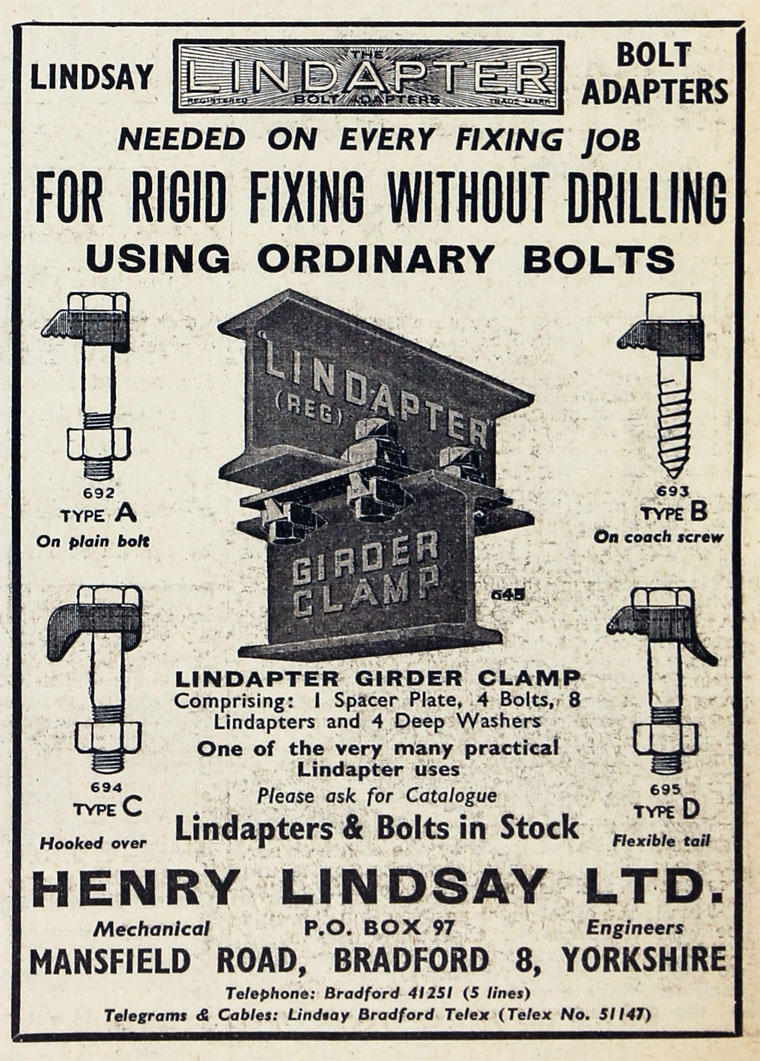 LINDSAY
THE
LINDAPTER
REGISTERED BOLT ADAPTERS TRADE MARK
BOLT
ADAPTERS
NEEDED ON EVERY FIXING JOB
FOR RIGID FIXING WITHOUT DRILLING
USING ORDINARY BOLTS
"LINDAPTER"
(REG)
GIRDER
CLAMP
645
692
TYPE A
On plain bolt
693
TYPE B
On coach screw
694
TYPE C
Hooked over
695
TYPE D
Flexible tail
LINDAPTER GIRDER CLAMP
Comprising: 1 Spacer Plate, 4 Bolts, 8
Lindapters and 4 Deep Washers
One of the very many practical
Lindapter uses
Please ask for Catalogue
Lindapters & Bolts in Stock
HENRY LINDSAY LTD.
Mechanical P.O. BOX 97 Engineers
MANSFIELD ROAD, BRADFORD 8, YORKSHIRE
Telephone: Bradford 41251 (5 lines)
Telegrams & Cables: Lindsay Bradford Telex (Telex No. 51147)